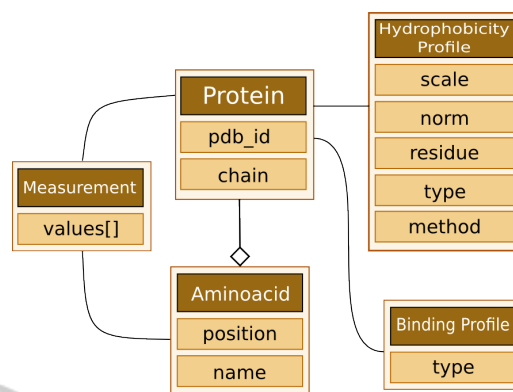 Hydrophobicity
Profile
scale
norm
residue
type
method
Protein
pdb_id
chain
Measurement
values[]
Aminoacid
position
name
Binding Profile
type